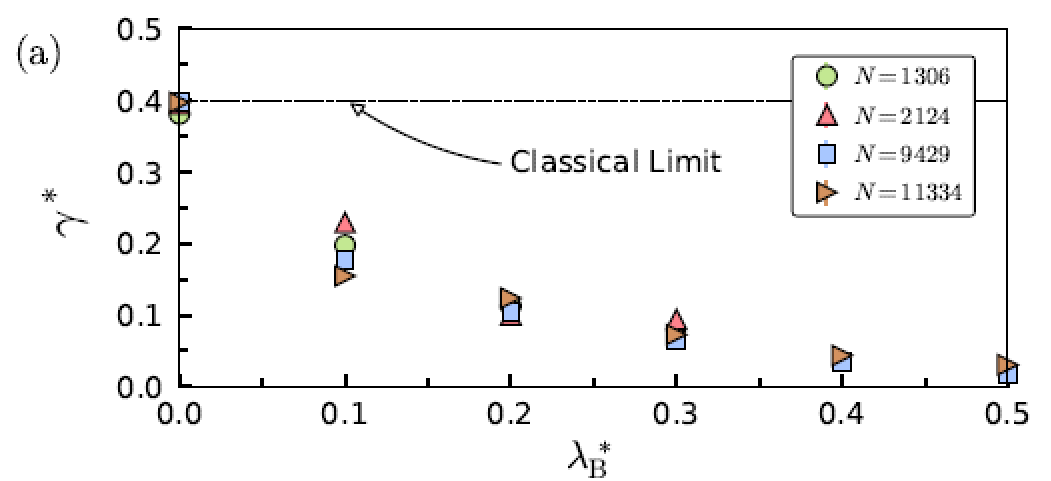 (a)
γ*
0.5
0.4
0.3
0.2
0.1
0.0
Classical Limit
N=1306
N=2124
N=9429
N=11334
0.0 0.1 0.2 0.3 0.4 0.5
λ_B*